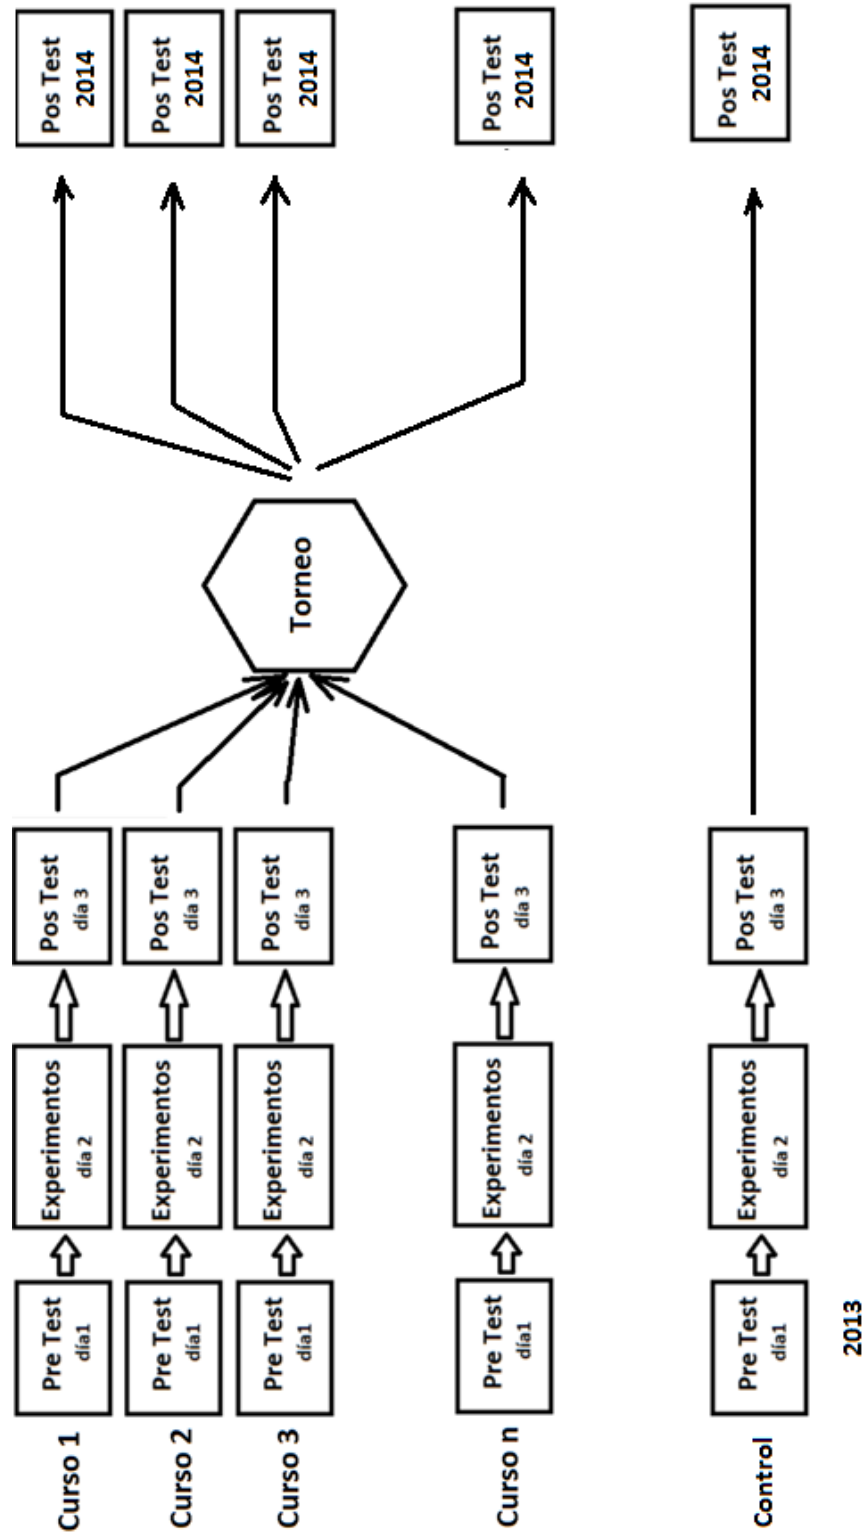 Curso 1
Pre Test
día1
Experimentos
día 2
Pos Test
día 3
Pos Test
2014
Curso 2
Pre Test
día1
Experimentos
día 2
Pos Test
día 3
Pos Test
2014
Curso 3
Pre Test
día1
Experimentos
día 2
Pos Test
día 3
Pos Test
2014
Torneo
Curso n
Pre Test
día1
Experimentos
día 2
Pos Test
día 3
Pos Test
2014
Control
Pre Test
día1
Experimentos
día 2
Pos Test
día 3
Pos Test
2014
2013